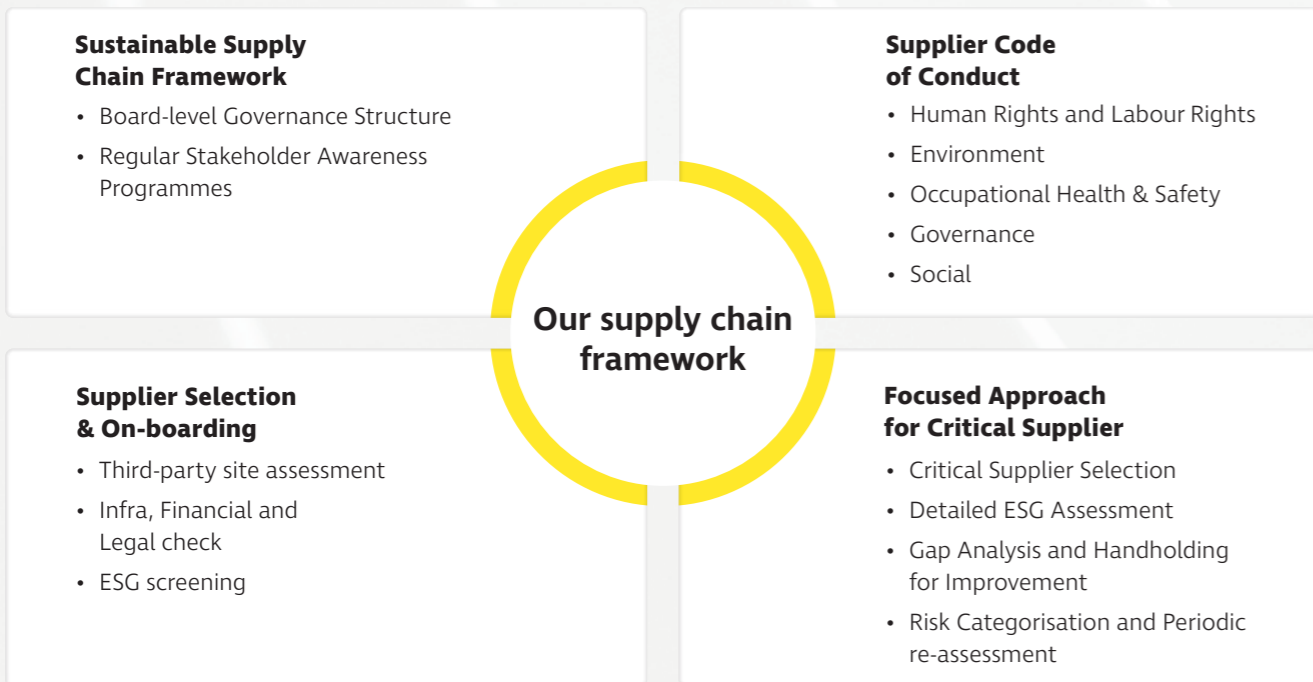 Sustainable Supply
Chain Framework
• Board-level Governance Structure
• Regular Stakeholder Awareness
Programmes
Supplier Code
of Conduct
• Human Rights and Labour Rights
• Environment
• Occupational Health & Safety
• Governance
• Social
Our supply chain
framework
Supplier Selection
& On-boarding
• Third-party site assessment
• Infra, Financial and
Legal check
• ESG screening
Focused Approach
for Critical Supplier
• Critical Supplier Selection
• Detailed ESG Assessment
• Gap Analysis and Handholding
for Improvement
• Risk Categorisation and Periodic
re-assessment